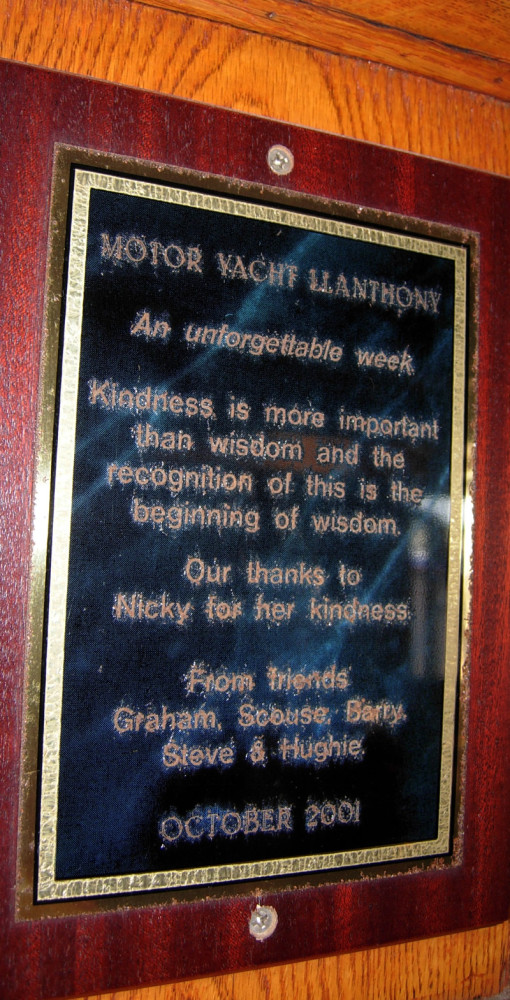 MOTOR YACHT LLANTHONY
An unforgettable week
Kindness is more important
than wisdom and the
recognition of this is the
beginning of wisdom.
Our thanks to
Nicky for her kindness.
From friends
Graham, Scouse, Barry,
Steve & Hughie.
OCTOBER 2001